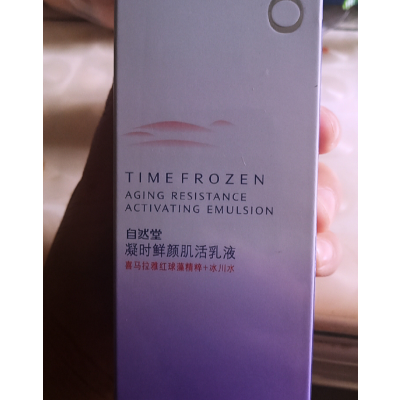 TIME FROZEN
AGING RESISTANCE
ACTIVATING EMULSION
自然堂
凝时鲜颜肌活乳液
喜马拉雅红球藻精粹+冰川水